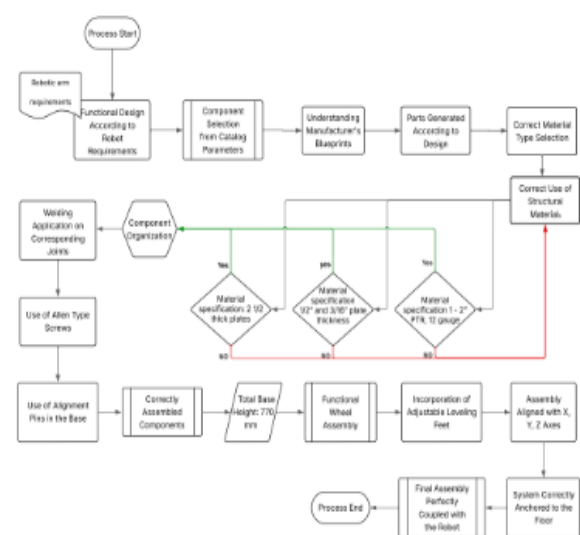 Process Start
Robotic arm
requirements
Functional Design
According to
Robot
Requirements
Component
Selection
from Catalog
Parameters
Understanding
Manufacturer's
Blueprints
Parts Generated
According to
Design
Correct Material
Type Selection
Correct Use of
Structural
Materials
Welding
Application on
Corresponding
Joints
Component
Organization
Yes
yes
Yes
Material
specification: 2 1/2
thick plates
Material
specification
1/2" and 3/16" plate
thickness
Material
specification 1 - 2"
PTR, 12 gauge
NO
NO
NO
Use of Allen Type
Screws
Use of Alignment
Pins in the Base
Correctly
Assembled
Components
Total Base
Height: 770
mm
Functional
Wheel
Assembly
Incorporation of
Adjustable Leveling
Feet
Assembly
Aligned with X,
Y, Z Axes
Process End
Final Assembly
Perfectly
Coupled with
the Robot
System Correctly
Anchored to the
Floor